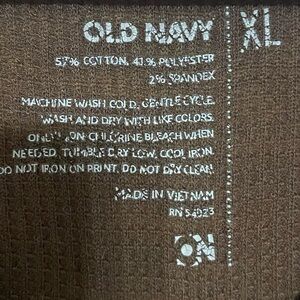 OLD NAVY
XL
57% COTTON, 41% POLYESTER
2% SPANDEX
MACHINE WASH COLD, GENTLE CYCLE.
WASH AND DRY WITH LIKE COLORS.
ONLY NON-CHLORINE BLEACH WHEN
NEEDED. TUMBLE DRY LOW. COOL IRON.
DO NOT IRON ON PRINT. DO NOT DRY CLEAN.
MADE IN VIETNAM
RN 54023
ON